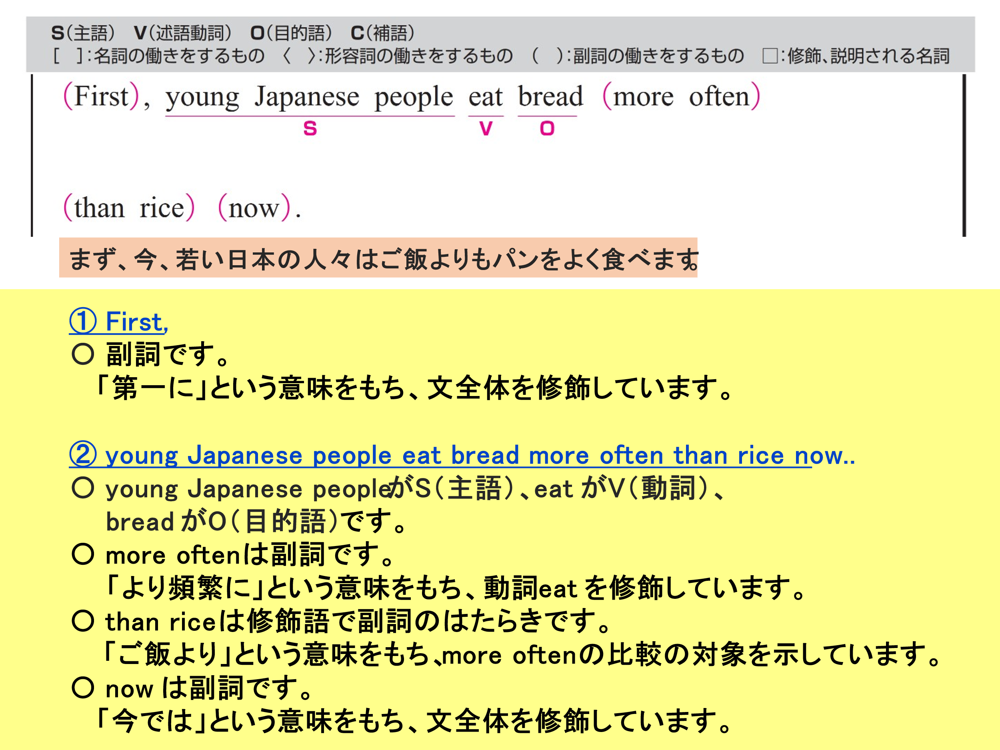 S(主語)　V(述語動詞)　O(目的語)　C(補語)
[　]:名詞の働きをするもの　〈　〉:形容詞の働きをするもの　(　):副詞の働きをするもの　□:修飾、説明される名詞
(First), young Japanese people eat bread (more often)
S V O
(than rice) (now).
まず、今、若い日本の人々はご飯よりもパンをよく食べます。
① First,
○ 副詞です。
「第一に」という意味をもち、文全体を修飾しています。
② young Japanese people eat bread more often than rice now..
○ young Japanese peopleがS(主語)、eat がV(動詞)、
bread がO(目的語)です。
○ more oftenは副詞です。
「より頻繁に」という意味をもち、動詞eat を修飾しています。
○ than riceは修飾語で副詞のはたらきです。
「ご飯より」という意味をもち、more oftenの比較の対象を示しています。
○ now は副詞です。
「今では」という意味をもち、文全体を修飾しています。